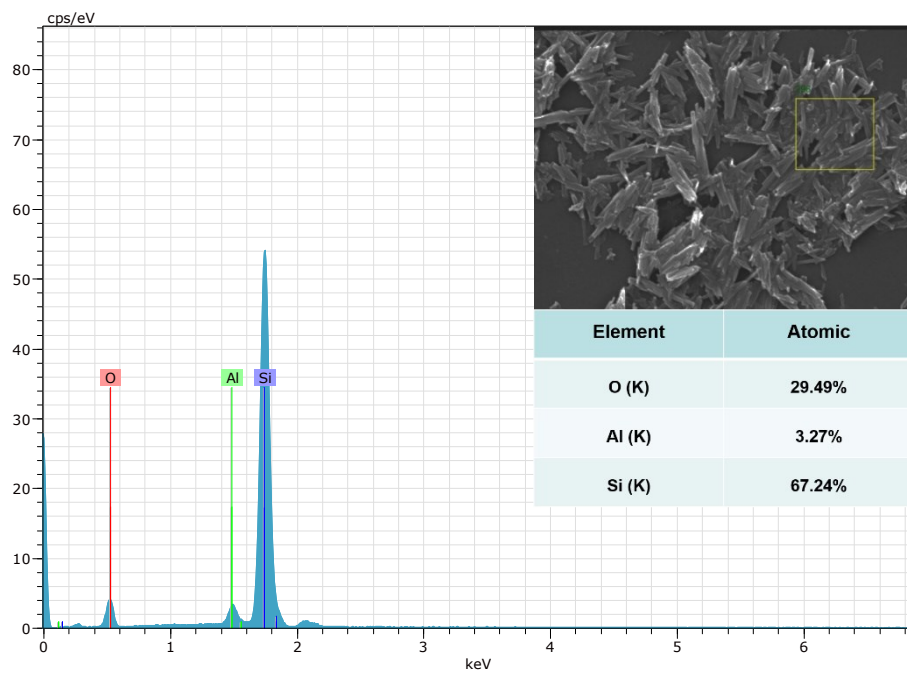 cps/eV
80
70
60
50
40
30
20
10
0
O
Al
Si
0 1 2 3 4 5 6
keV
Element Atomic
O (K) 29.49%
Al (K) 3.27%
Si (K) 67.24%